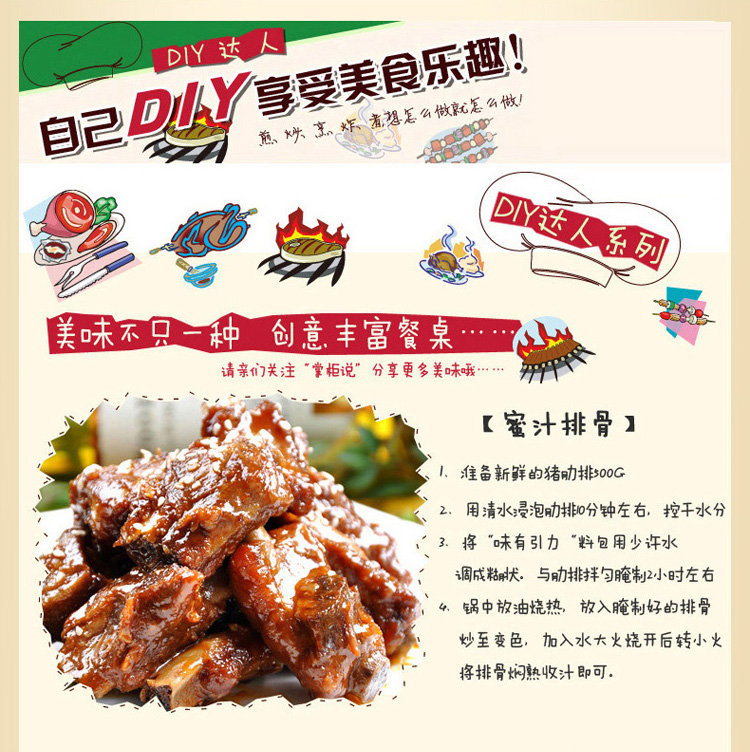 DIY 达人
自己DIY享受美食乐趣!
煎、炒、烹、炸、煮想怎么做就怎么做!
DIY达人系列
美味不只一种 创意丰富餐桌……
请亲们关注“掌柜说”分享更多美味哦……
【蜜汁排骨】
1、准备新鲜的猪肋排500G
2、用清水浸泡肋排10分钟左右,控干水分
3、将“味有引力“料包用少许水
调成糊状。与肋排拌匀腌制2小时左右
4、锅中放油烧热,放入腌制好的排骨
炒至变色,加入水大火烧开后转小火
将排骨焖熟收汁即可。